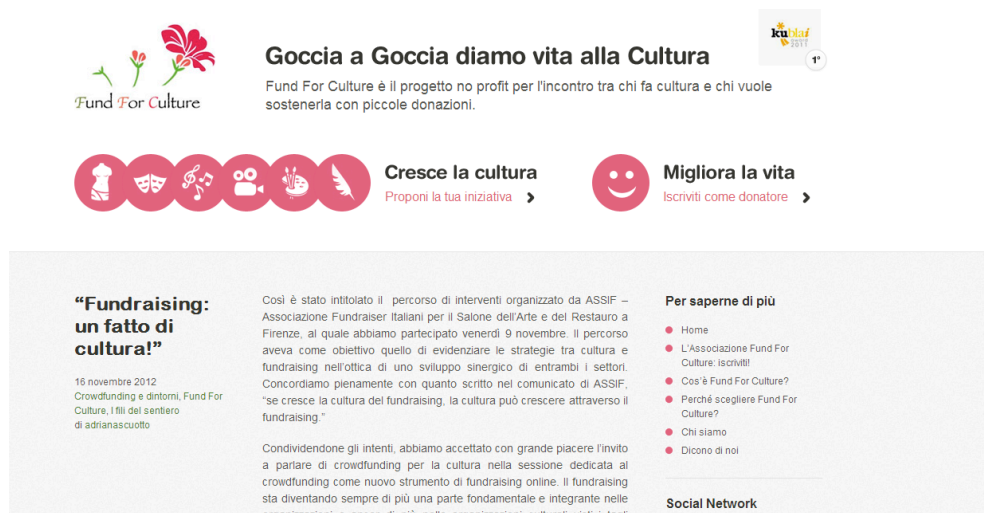 kublai
2011
1°
Goccia a Goccia diamo vita alla Cultura
Fund For Culture è il progetto no profit per l'incontro tra chi fa cultura e chi vuole
sostenerla con piccole donazioni.
Fund For Culture
Cresce la cultura
Proponi la tua iniziativa
Migliora la vita
Iscriviti come donatore
“Fundraising:
un fatto di
cultura!”
16 novembre 2012
Crowdfunding e dintorni, Fund For
Culture, I fili del sentiero
di adrianascuotto
Così è stato intitolato il percorso di interventi organizzato da ASSIF –
Associazione Fundraiser Italiani per il Salone dell’Arte e del Restauro a
Firenze, al quale abbiamo partecipato venerdì 9 novembre. Il percorso
aveva come obiettivo quello di evidenziare le strategie tra cultura e
fundraising nell’ottica di uno sviluppo sinergico di entrambi i settori.
Concordiamo pienamente con quanto scritto nel comunicato di ASSIF,
“se cresce la cultura del fundraising, la cultura può crescere attraverso il
fundraising.”
Condividendone gli intenti, abbiamo accettato con grande piacere l’invito
a parlare di crowdfunding per la cultura nella sessione dedicata al
crowdfunding come nuovo strumento di fundraising online. Il fundraising
sta diventando sempre di più una parte fondamentale e integrante nelle
Per saperne di più
Home
L’Associazione Fund For
Culture: iscriviti!
Cos’è Fund For Culture?
Perché scegliere Fund For
Culture?
Chi siamo
Dicono di noi
Social Network